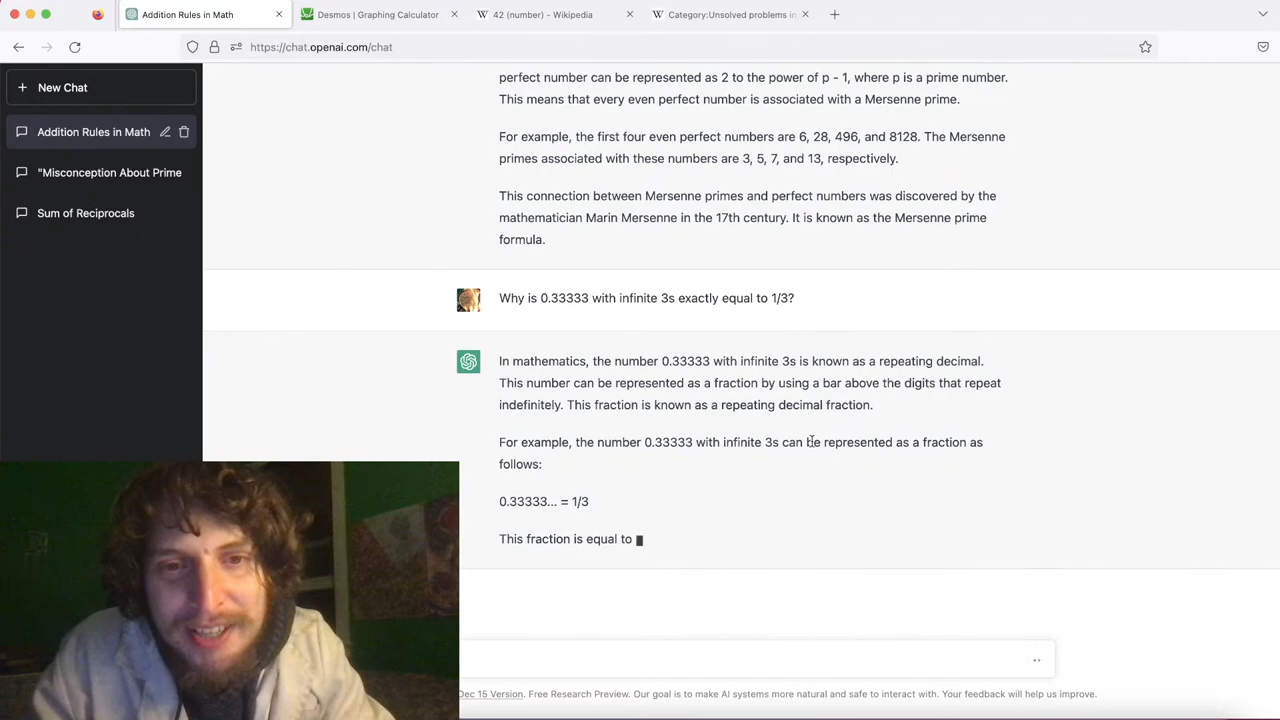 Addition Rules in Math
Desmos | Graphing Calculator
42 (number) - Wikipedia
Category:Unsolved problems in
https://chat.openai.com/chat
New Chat
Addition Rules in Math
"Misconception About Prime
Sum of Reciprocals
perfect number can be represented as 2 to the power of p - 1, where p is a prime number.
This means that every even perfect number is associated with a Mersenne prime.
For example, the first four even perfect numbers are 6, 28, 496, and 8128. The Mersenne
primes associated with these numbers are 3, 5, 7, and 13, respectively.
This connection between Mersenne primes and perfect numbers was discovered by the
mathematician Marin Mersenne in the 17th century. It is known as the Mersenne prime
formula.
Why is 0.33333 with infinite 3s exactly equal to 1/3?
In mathematics, the number 0.33333 with infinite 3s is known as a repeating decimal.
This number can be represented as a fraction by using a bar above the digits that repeat
indefinitely. This fraction is known as a repeating decimal fraction.
For example, the number 0.33333 with infinite 3s can be represented as a fraction as
follows:
0.33333... = 1/3
This fraction is equal to
Dec 15 Version. Free Research Preview. Our goal is to make AI systems more natural and safe to interact with. Your feedback will help us improve.